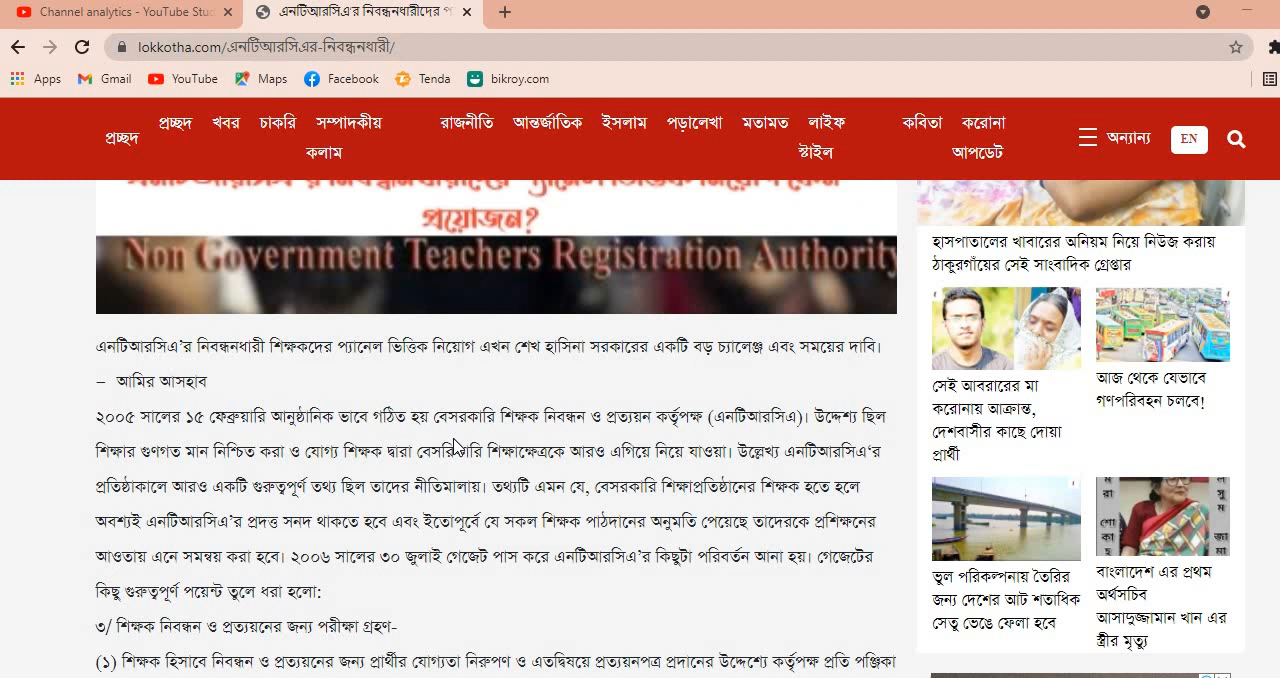 Channel analytics - YouTube Stud
এনটিআরসিএ'র নিবন্ধনধারীদের প
lokkotha.com/এনটিআরসিএর-নিবন্ধনধারী/
Apps Gmail YouTube Maps Facebook Tenda bikroy.com
প্রচ্ছদ
প্রচ্ছদ খবর চাকরি সম্পাদকীয় কলাম রাজনীতি আন্তর্জাতিক ইসলাম পড়ালেখা মতামত লাইফ স্টাইল কবিতা করোনা আপডেট
অন্যান্য
EN
প্রয়োজন?
Non Government Teachers Registration Authority
এনটিআরসিএ'র নিবন্ধনধারী শিক্ষকদের প্যানেল ভিত্তিক নিয়োগ এখন শেখ হাসিনা সরকারের একটি বড় চ্যালেঞ্জ এবং সময়ের দাবি।
– আমির আসহাব
২০০৫ সালের ১৫ ফেব্রুয়ারি আনুষ্ঠানিক ভাবে গঠিত হয় বেসরকারি শিক্ষক নিবন্ধন ও প্রত্যয়ন কর্তৃপক্ষ (এনটিআরসিএ)। উদ্দেশ্য ছিল
শিক্ষার গুণগত মান নিশ্চিত করা ও যোগ্য শিক্ষক দ্বারা বেসরকারি শিক্ষাক্ষেত্রকে আরও এগিয়ে নিয়ে যাওয়া। উল্লেখ্য এনটিআরসিএ'র
প্রতিষ্ঠাকালে আরও একটি গুরুত্বপূর্ণ তথ্য ছিল তাদের নীতিমালায়। তথ্যটি এমন যে, বেসরকারি শিক্ষাপ্রতিষ্ঠানের শিক্ষক হতে হলে
অবশ্যই এনটিআরসিএ'র প্রদত্ত সনদ থাকতে হবে এবং ইতোপূর্বে যে সকল শিক্ষক পাঠদানের অনুমতি পেয়েছে তাদেরকে প্রশিক্ষনের
আওতায় এনে সমন্বয় করা হবে। ২০০৬ সালের ৩০ জুলাই গেজেট পাস করে এনটিআরসিএ'র কিছুটা পরিবর্তন আনা হয়। গেজেটের
কিছু গুরুত্বপূর্ণ পয়েন্ট তুলে ধরা হলো:
৩/ শিক্ষক নিবন্ধন ও প্রত্যয়নের জন্য পরীক্ষা গ্রহণ-
(১) শিক্ষক হিসাবে নিবন্ধন ও প্রত্যয়নের জন্য প্রার্থীর যোগ্যতা নিরুপণ ও এতদ্বিষয়ে প্রত্যয়নপত্র প্রদানের উদ্দেশ্যে কর্তৃপক্ষ প্রতি পঞ্জিকা
হাসপাতালের খাবারের অনিয়ম নিয়ে নিউজ করায়
ঠাকুরগাঁয়ের সেই সাংবাদিক গ্রেপ্তার
সেই আবরারের মা
করোনায় আক্রান্ত,
দেশবাসীর কাছে দোয়া
প্রার্থী
আজ থেকে যেভাবে
গণপরিবহন চলবে!
ভুল পরিকল্পনায় তৈরির
জন্য দেশের আট শতাধিক
সেতু ভেঙে ফেলা হবে
বাংলাদেশ এর প্রথম
অর্থসচিব
আসাদুজ্জামান খান এর
স্ত্রীর মৃত্যু